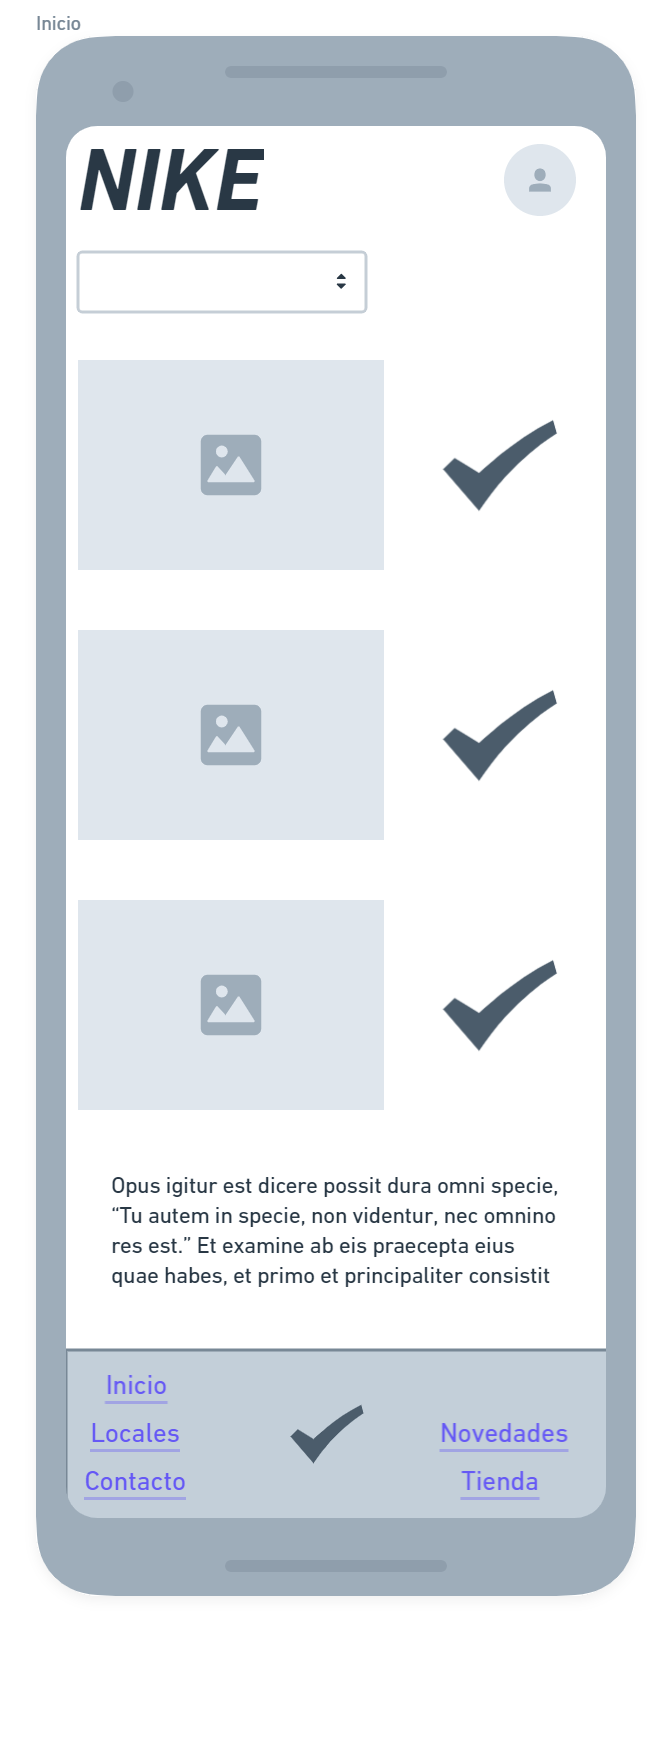 Inicio
NIKE
Opus igitur est dicere possit dura omni specie,
“Tu autem in specie, non videntur, nec omnino
res est.” Et examine ab eis praecepta eius
quae habes, et primo et principaliter consistit
Inicio
Locales
Contacto
Novedades
Tienda